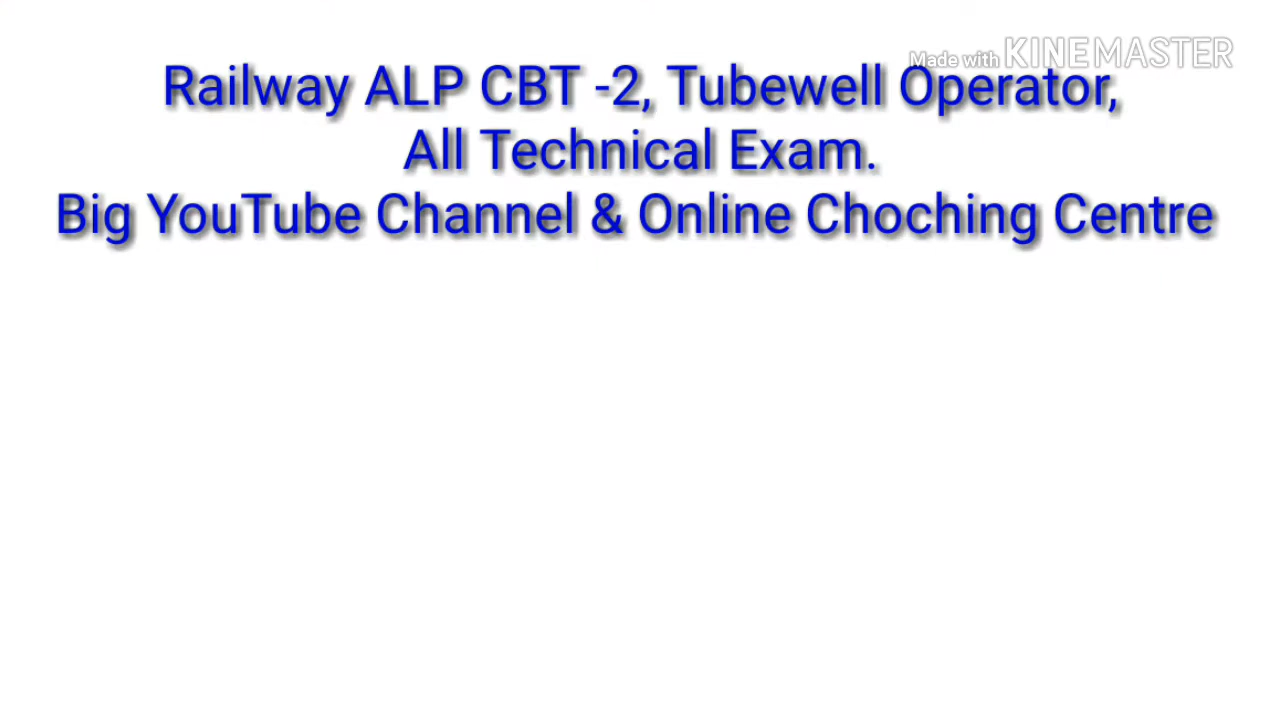 Made with KINEMASTER
Railway ALP CBT -2, Tubewell Operator,
All Technical Exam.
Big YouTube Channel & Online Choching Centre